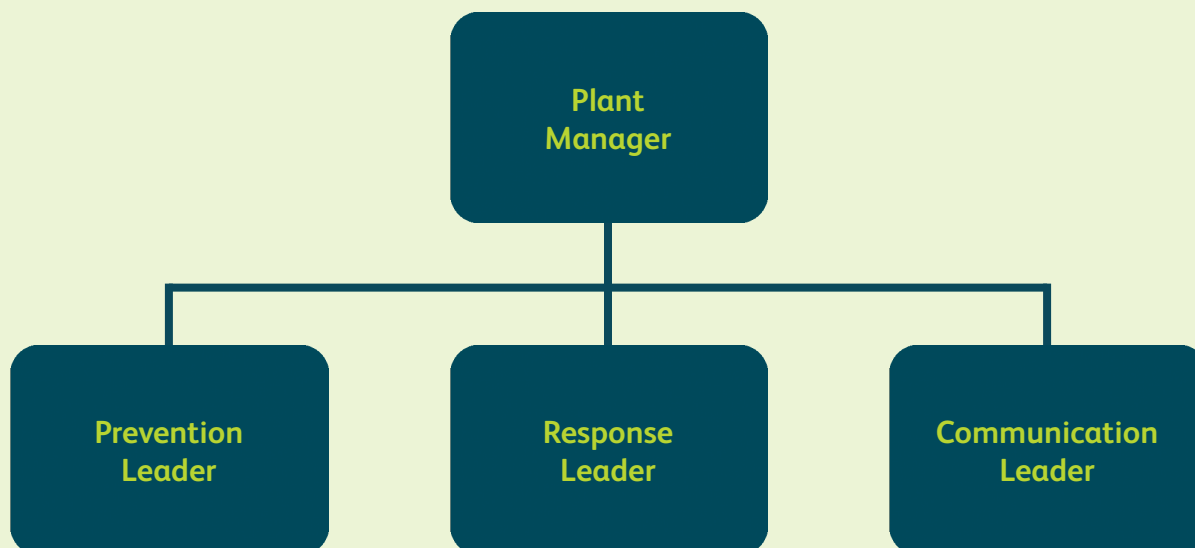 Plant
Manager
Prevention
Leader
Response
Leader
Communication
Leader